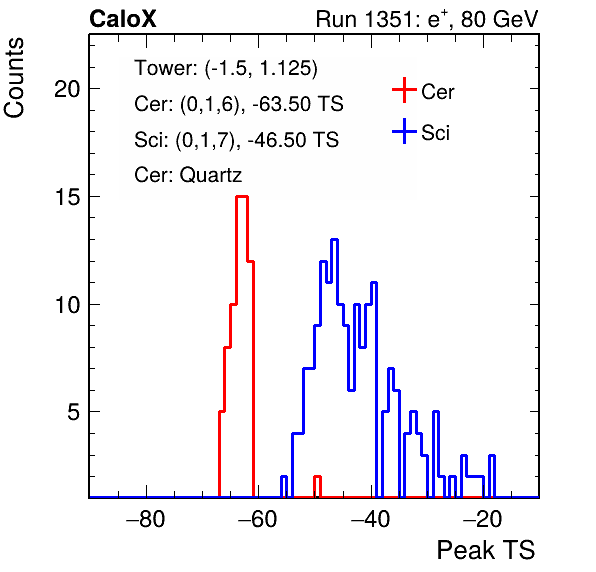 CaloX Run 1351: e⁺, 80 GeV
Counts
Tower: (-1.5, 1.125)
Cer: (0,1,6), -63.50 TS
Sci: (0,1,7), -46.50 TS
Cer: Quartz
Cer
Sci
20
15
10
5
−80 −60 −40 −20
Peak TS